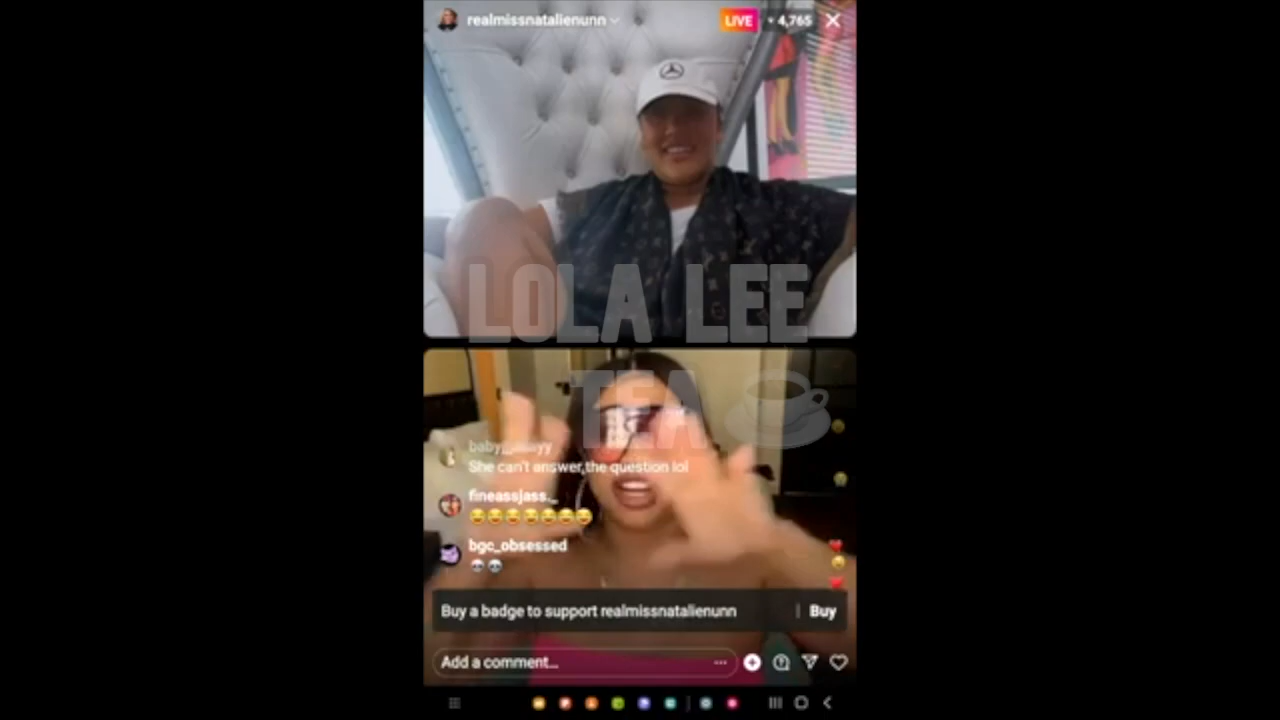 realmissnatalienunn
LIVE
4,765
LOLA LEE
TEA
She can't answer,the question lol
fineassjass._
bgc_obsessed
Buy a badge to support realmissnatalienunn
Buy
Add a comment...